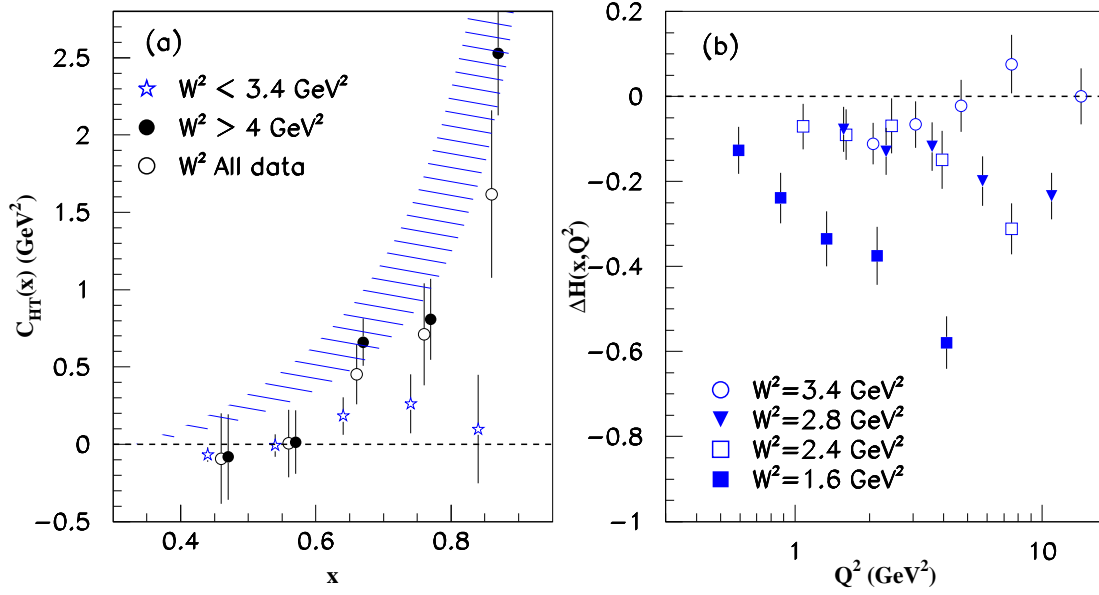 (a)
W² < 3.4 GeV²
W² > 4 GeV²
W² All data
2.5
2
1.5
1
0.5
0
−0.5
0.4 0.6 0.8
x
C_HT(x) (GeV²)
(b)
0.2
0
−0.2
−0.4
−0.6
−0.8
−1
W²=3.4 GeV²
W²=2.8 GeV²
W²=2.4 GeV²
W²=1.6 GeV²
1 10
Q² (GeV²)
ΔH(x,Q²)